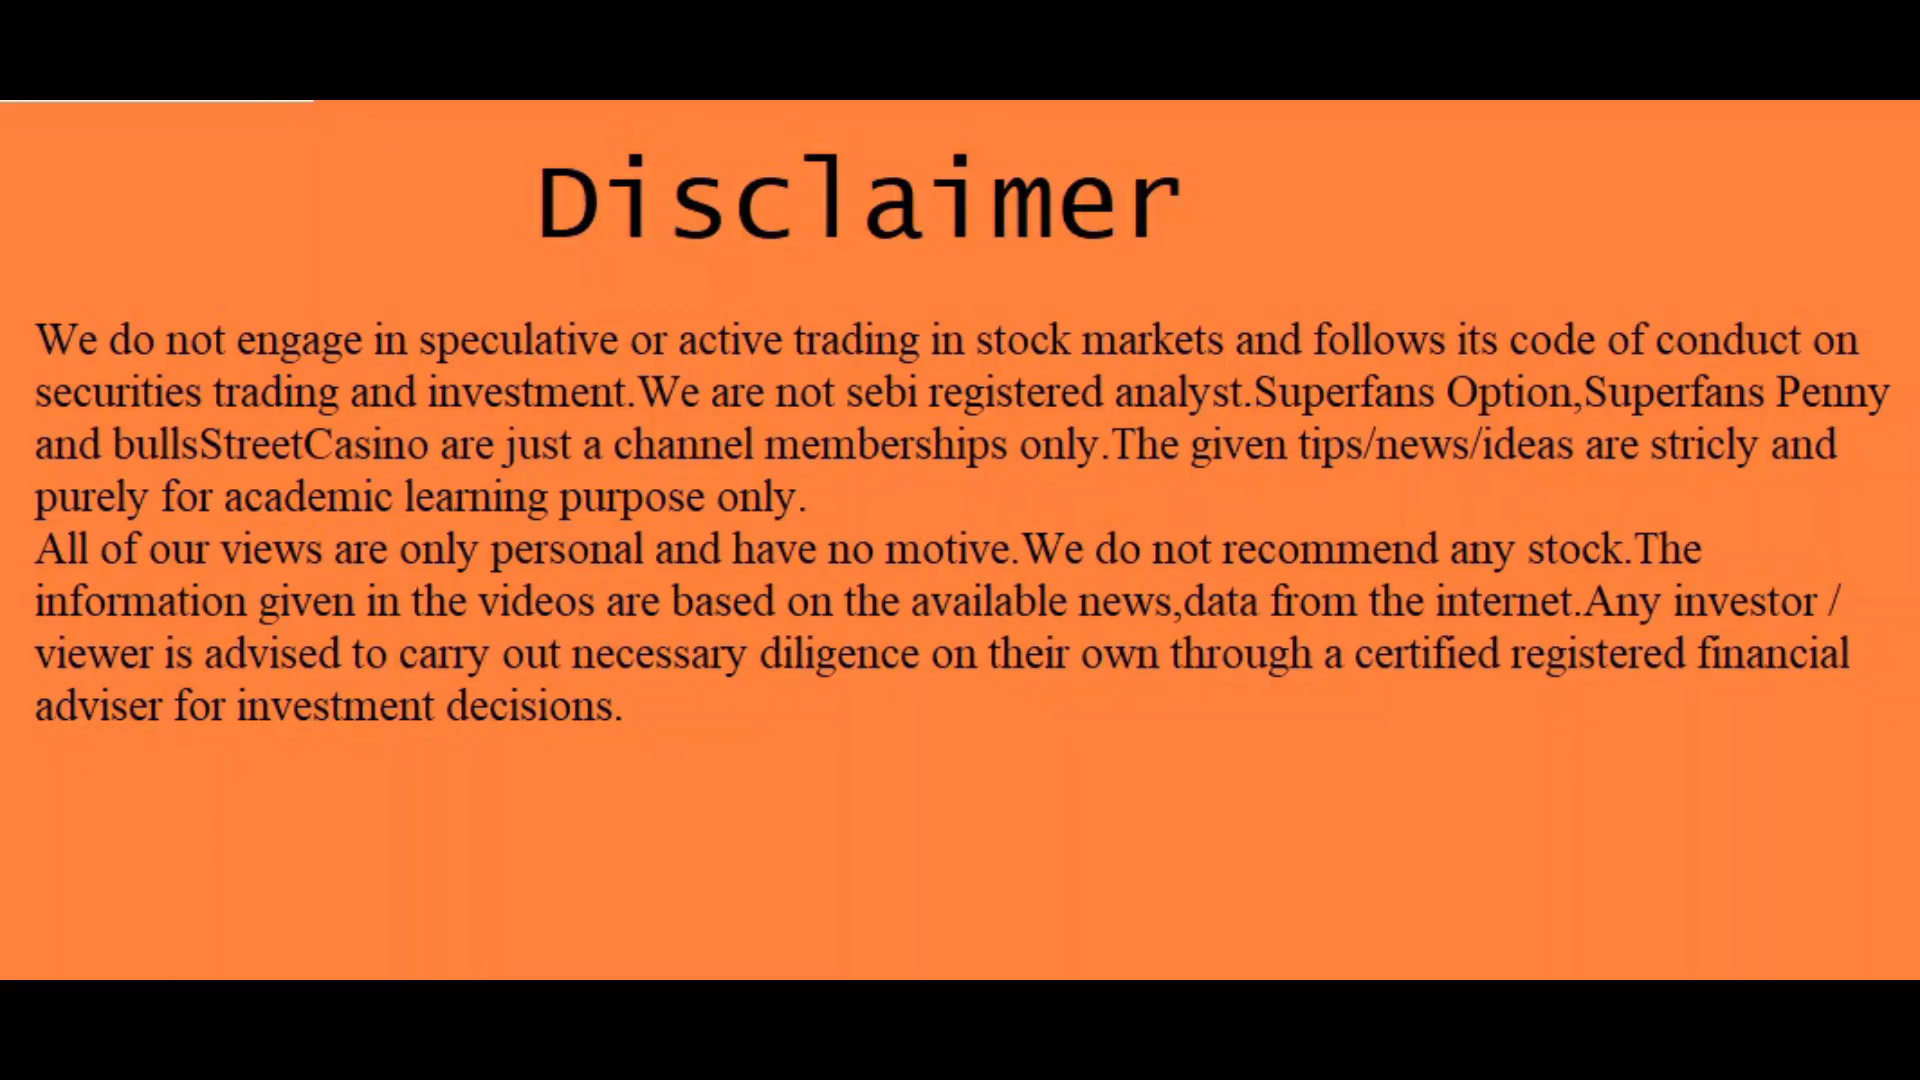 Disclaimer
We do not engage in speculative or active trading in stock markets and follows its code of conduct on
securities trading and investment.We are not sebi registered analyst.Superfans Option,Superfans Penny
and bullsStreetCasino are just a channel memberships only.The given tips/news/ideas are stricly and
purely for academic learning purpose only.
All of our views are only personal and have no motive.We do not recommend any stock.The
information given in the videos are based on the available news,data from the internet.Any investor /
viewer is advised to carry out necessary diligence on their own through a certified registered financial
adviser for investment decisions.